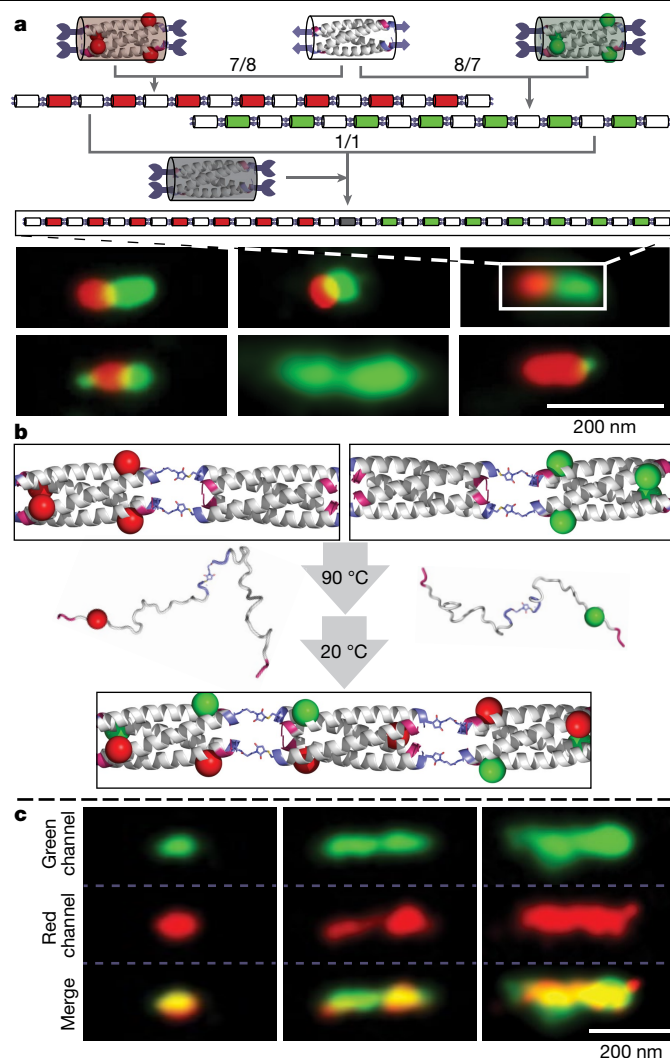 a
7/8
8/7
1/1
200 nm
b
90 °C
20 °C
c
Green channel
Red channel
Merge
200 nm